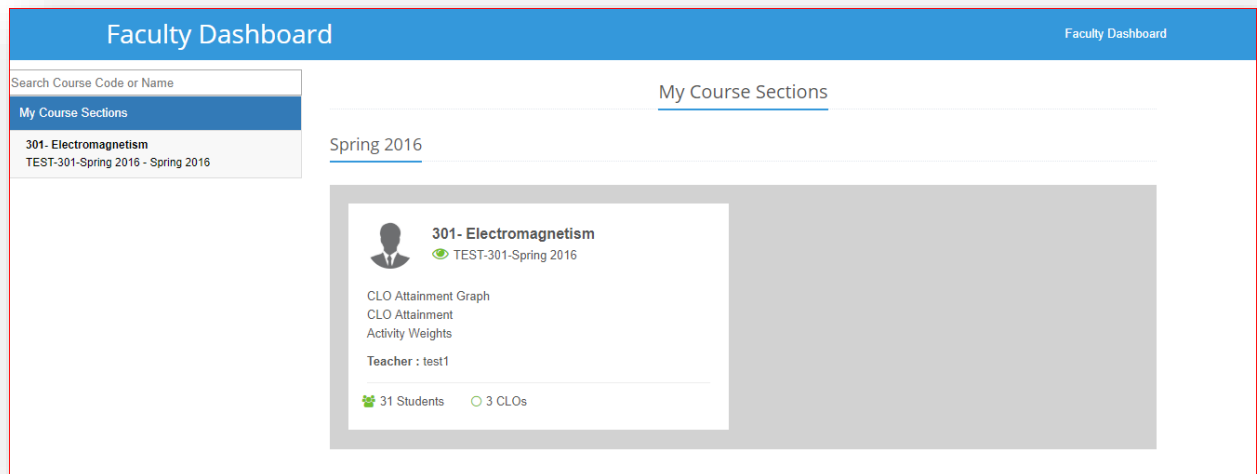 Faculty Dashboard
Faculty Dashboard
Search Course Code or Name
My Course Sections
301- Electromagnetism
TEST-301-Spring 2016 - Spring 2016
My Course Sections
Spring 2016
301- Electromagnetism
TEST-301-Spring 2016
CLO Attainment Graph
CLO Attainment
Activity Weights
Teacher : test1
31 Students 3 CLOs